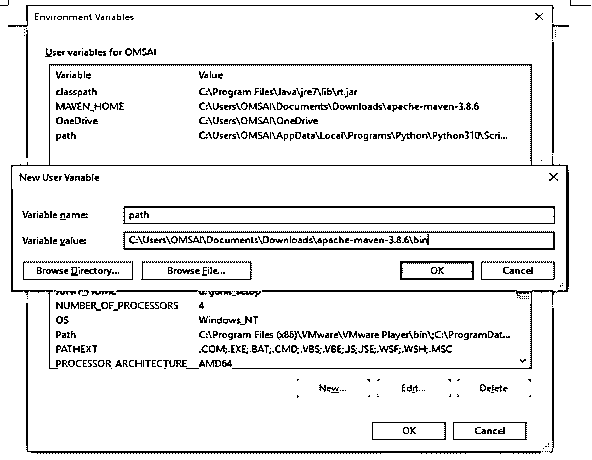 Environment Variables
User variables for OMSAI
Variable Value
classpath C:\Program Files\Java\jre7\lib\rt.jar
MAVEN_HOME C:\Users\OMSAI\Documents\Downloads\apache-maven-3.8.6
OneDrive C:\Users\OMSAI\OneDrive
path C:\Users\OMSAI\AppData\Local\Programs\Python\Python310\Scri...
New User Variable
Variable name: path
Variable value: C:\Users\OMSAI\Documents\Downloads\apache-maven-3.8.6\bin
Browse Directory... Browse File... OK Cancel
NUMBER_OF_PROCESSORS 4
OS Windows_NT
Path C:\Program Files (x86)\VMware\VMware Player\bin\;C:\ProgramDat...
PATHEXT .COM;.EXE;.BAT;.CMD;.VBS;.VBE;.JS;.JSE;.WSF;.WSH;.MSC
PROCESSOR_ARCHITECTURE AMD64
New... Edit... Delete
OK Cancel